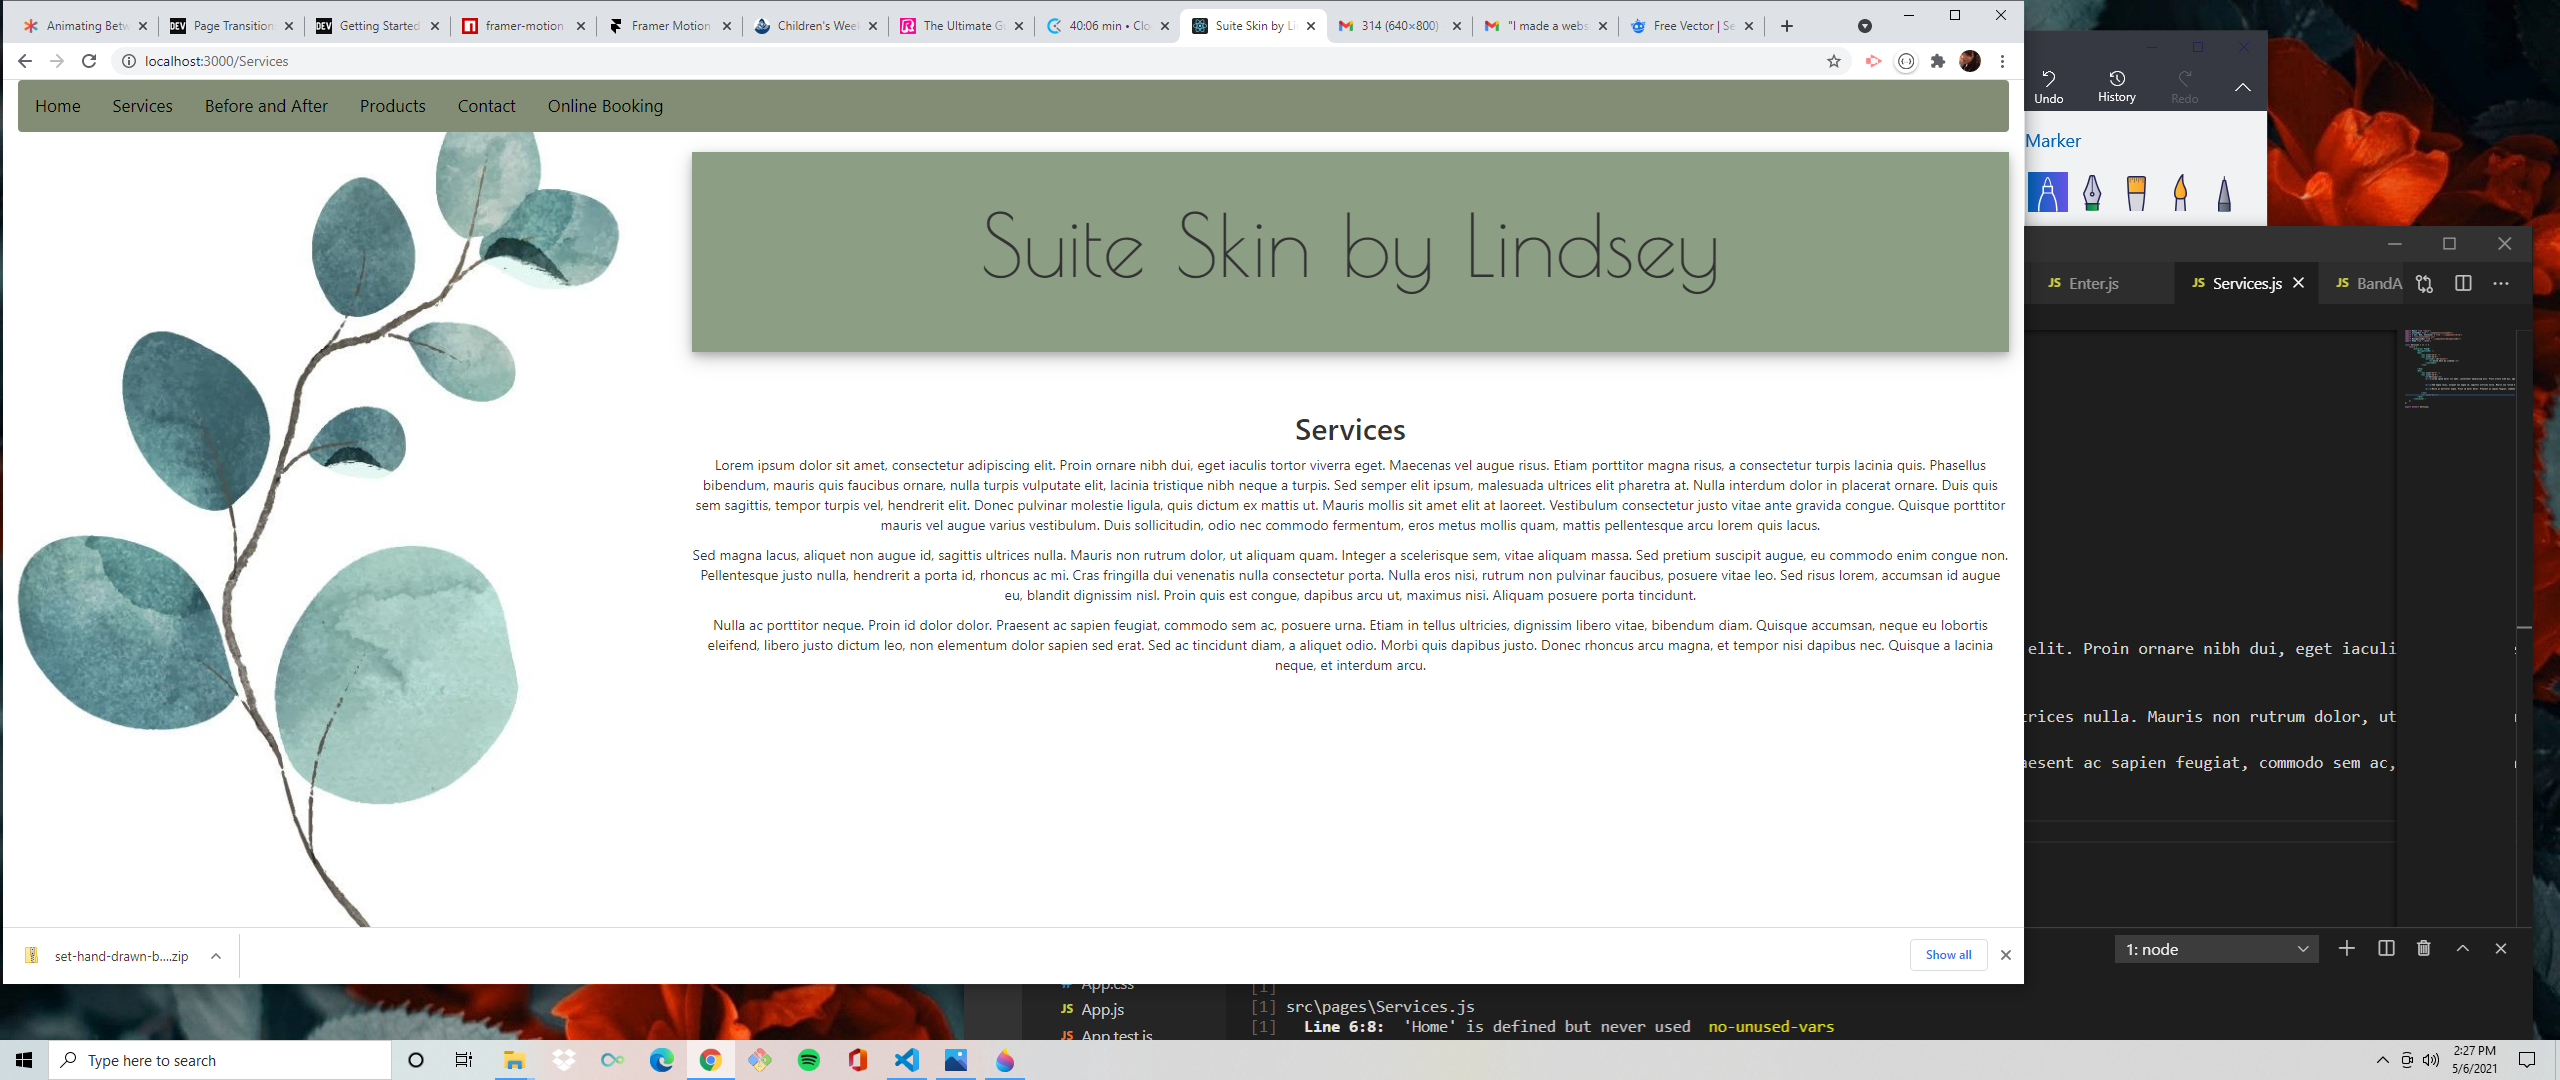 Animating Betw
Page Transition
Getting Started
framer-motion
Framer Motion
Children's Week
The Ultimate Gu
40:06 min • Clo
Suite Skin by Li
314 (640×800)
"I made a webs
Free Vector | Se
localhost:3000/Services
Home Services Before and After Products Contact Online Booking
Suite Skin by Lindsey
Services
Lorem ipsum dolor sit amet, consectetur adipiscing elit. Proin ornare nibh dui, eget iaculis tortor viverra eget. Maecenas vel augue risus. Etiam porttitor magna risus, a consectetur turpis lacinia quis. Phasellus
bibendum, mauris quis faucibus ornare, nulla turpis vulputate elit, lacinia tristique nibh neque a turpis. Sed semper elit ipsum, malesuada ultrices elit pharetra at. Nulla interdum dolor in placerat ornare. Duis quis
sem sagittis, tempor turpis vel, hendrerit elit. Donec pulvinar molestie ligula, quis dictum ex mattis ut. Mauris mollis sit amet elit at laoreet. Vestibulum consectetur justo vitae ante gravida congue. Quisque porttitor
mauris vel augue varius vestibulum. Duis sollicitudin, odio nec commodo fermentum, eros metus mollis quam, mattis pellentesque arcu lorem quis lacus.
Sed magna lacus, aliquet non augue id, sagittis ultrices nulla. Mauris non rutrum dolor, ut aliquam quam. Integer a scelerisque sem, vitae aliquam massa. Sed pretium suscipit augue, eu commodo enim congue non.
Pellentesque justo nulla, hendrerit a porta id, rhoncus ac mi. Cras fringilla dui venenatis nulla consectetur porta. Nulla eros nisi, rutrum non pulvinar faucibus, posuere vitae leo. Sed risus lorem, accumsan id augue
eu, blandit dignissim nisl. Proin quis est congue, dapibus arcu ut, maximus nisi. Aliquam posuere porta tincidunt.
Nulla ac porttitor neque. Proin id dolor dolor. Praesent ac sapien feugiat, commodo sem ac, posuere urna. Etiam in tellus ultricies, dignissim libero vitae, bibendum diam. Quisque accumsan, neque eu lobortis
eleifend, libero justo dictum leo, non elementum dolor sapien sed erat. Sed ac tincidunt diam, a aliquet odio. Morbi quis dapibus justo. Donec rhoncus arcu magna, et tempor nisi dapibus nec. Quisque a lacinia
neque, et interdum arcu.
set-hand-drawn-b....zip
Show all
Undo History Redo
Marker
JS Enter.js JS Services.js JS BandA
elit. Proin ornare nibh dui, eget iaculi
trices nulla. Mauris non rutrum dolor, ut
aesent ac sapien feugiat, commodo sem ac,
1: node
# App.css
JS App.js
JS App.test.js
[1]
[1] src\pages\Services.js
[1] Line 6:8: 'Home' is defined but never used no-unused-vars
Type here to search
2:27 PM
5/6/2021